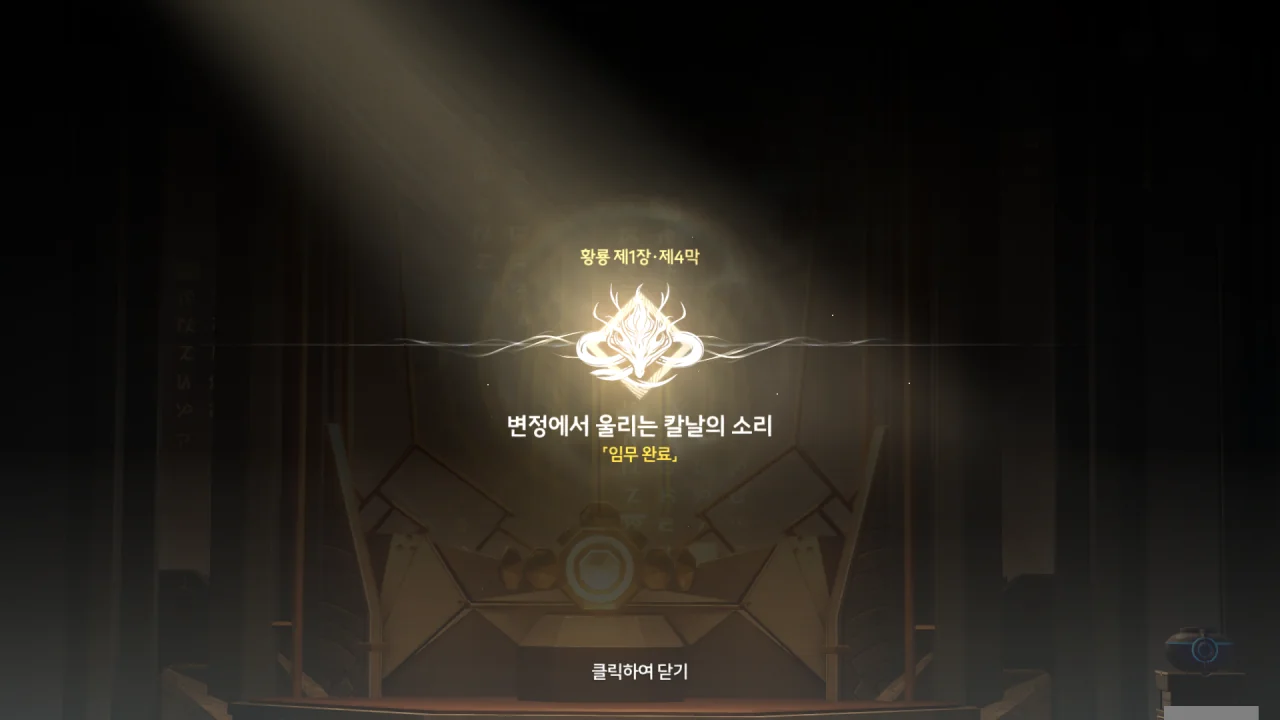 황룡 제1장·제4막
변정에서 울리는 칼날의 소리
「임무 완료」
클릭하여 닫기